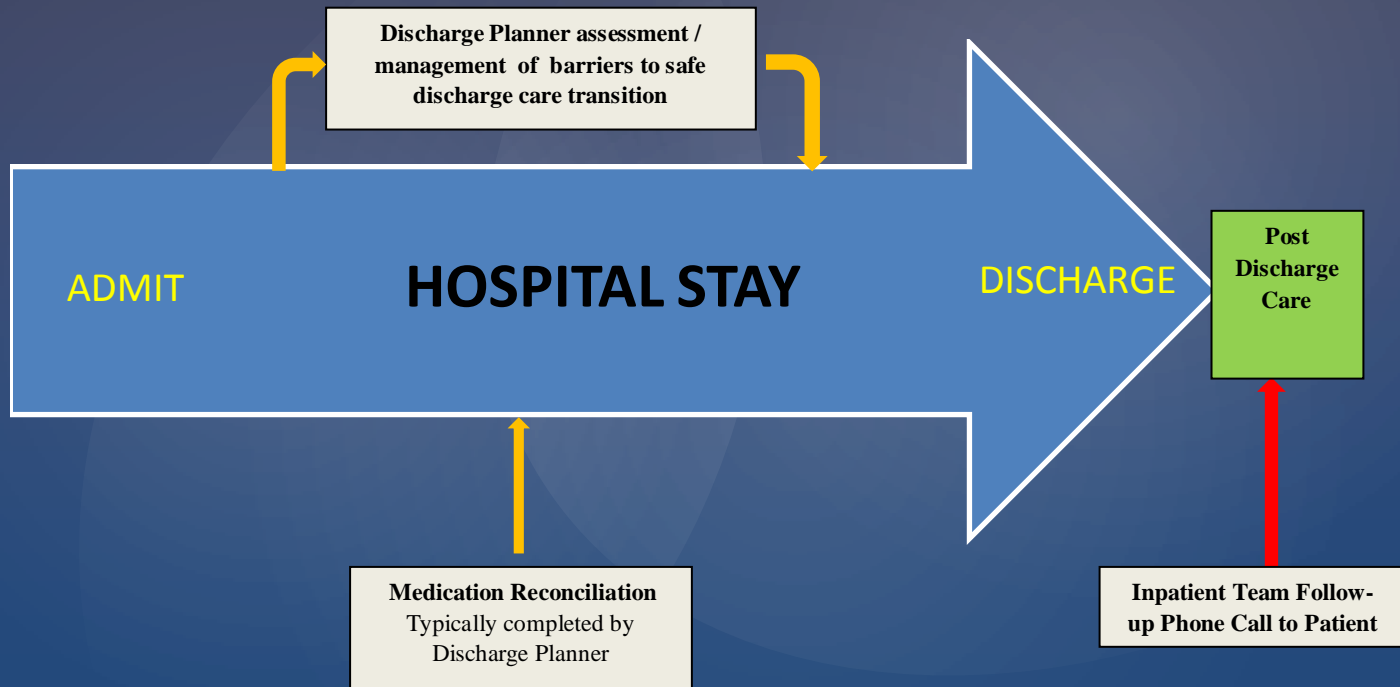 Discharge Planner assessment /
management of barriers to safe
discharge care transition
ADMIT
HOSPITAL STAY
DISCHARGE
Post
Discharge
Care
Medication Reconciliation
Typically completed by
Discharge Planner
Inpatient Team Follow-
up Phone Call to Patient